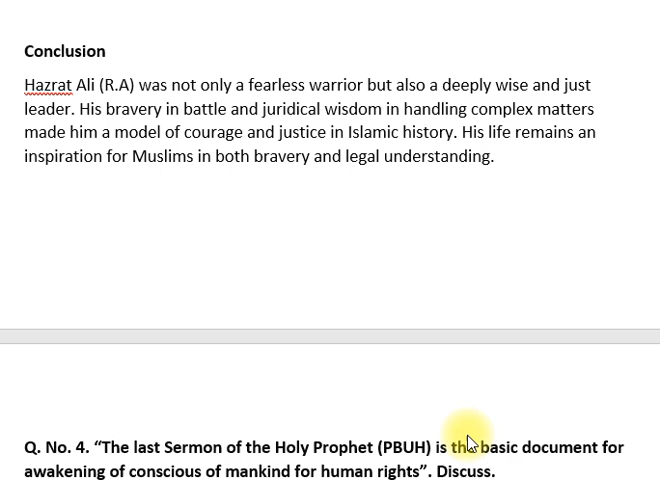 Conclusion
Hazrat Ali (R.A) was not only a fearless warrior but also a deeply wise and just
leader. His bravery in battle and juridical wisdom in handling complex matters
made him a model of courage and justice in Islamic history. His life remains an
inspiration for Muslims in both bravery and legal understanding.
Q. No. 4. “The last Sermon of the Holy Prophet (PBUH) is the basic document for
awakening of conscious of mankind for human rights”. Discuss.